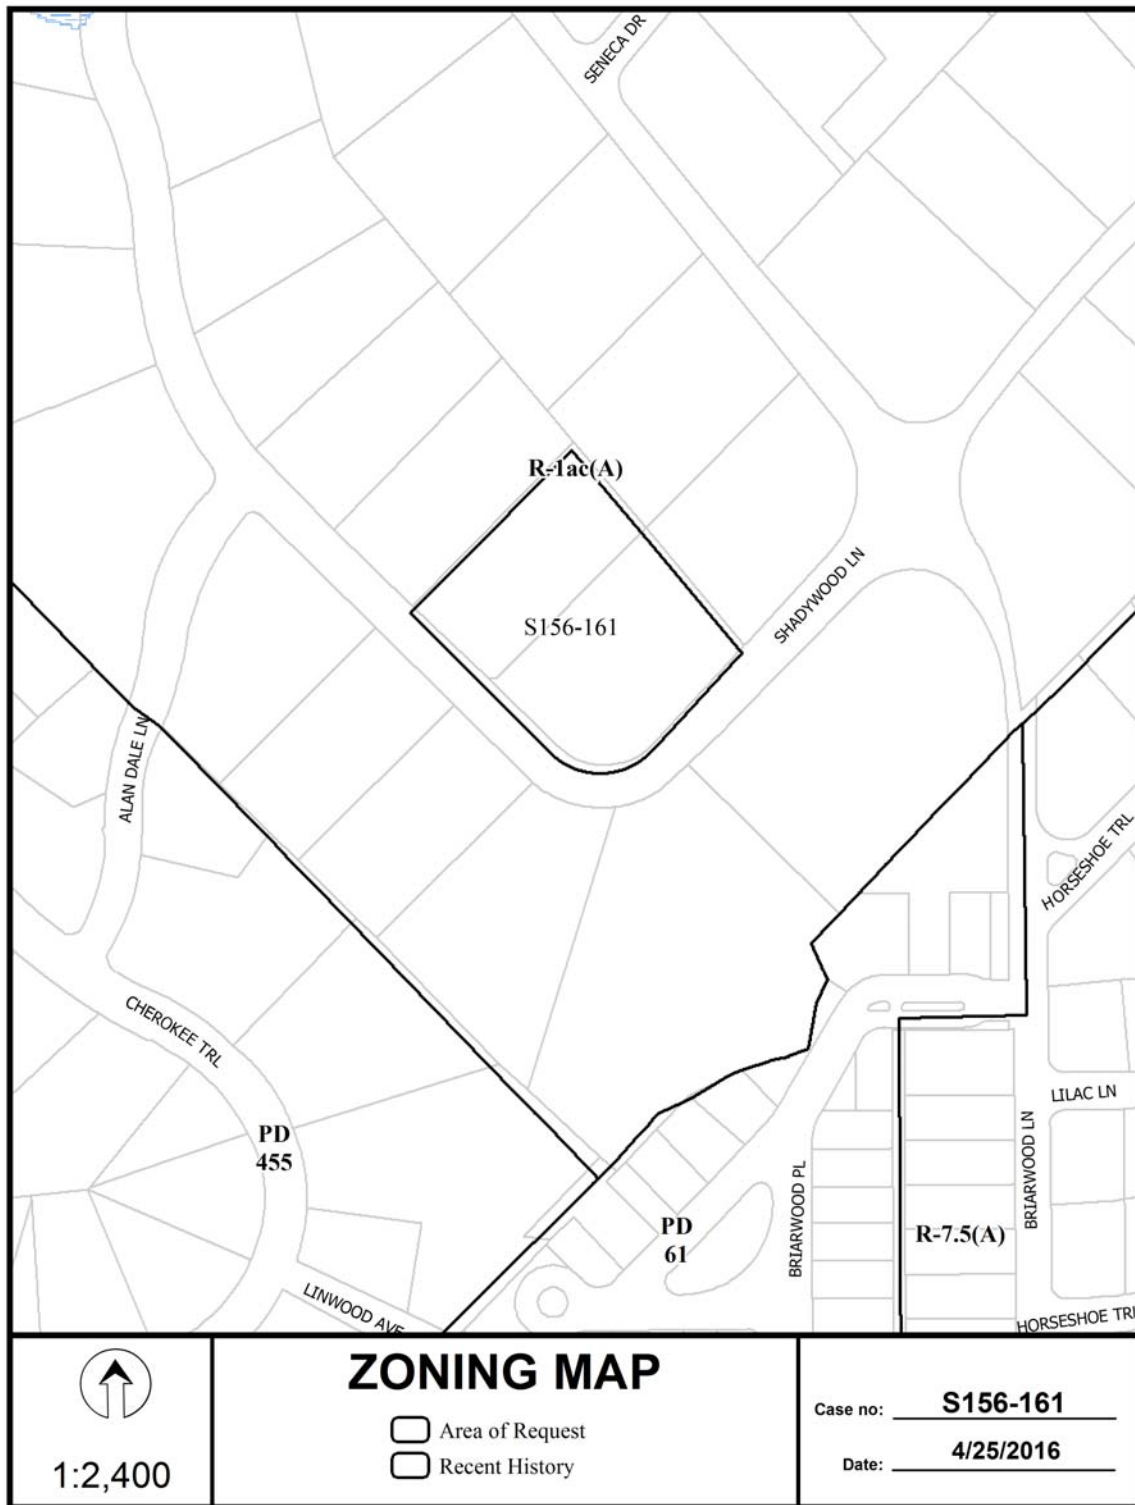 SENECA DR
R-1ac(A)
SHADYWOOD LN
S156-161
ALAN DALE LN
HORSESHOE TRL
CHEROKEE TRL
LILAC LN
PD
455
BRIARWOOD LN
BRIARWOOD PL
PD
61
R-7.5(A)
LINWOOD AVE
HORSESHOE TRL
ZONING MAP
Area of Request
Recent History
1:2,400
Case no: S156-161
Date: 4/25/2016